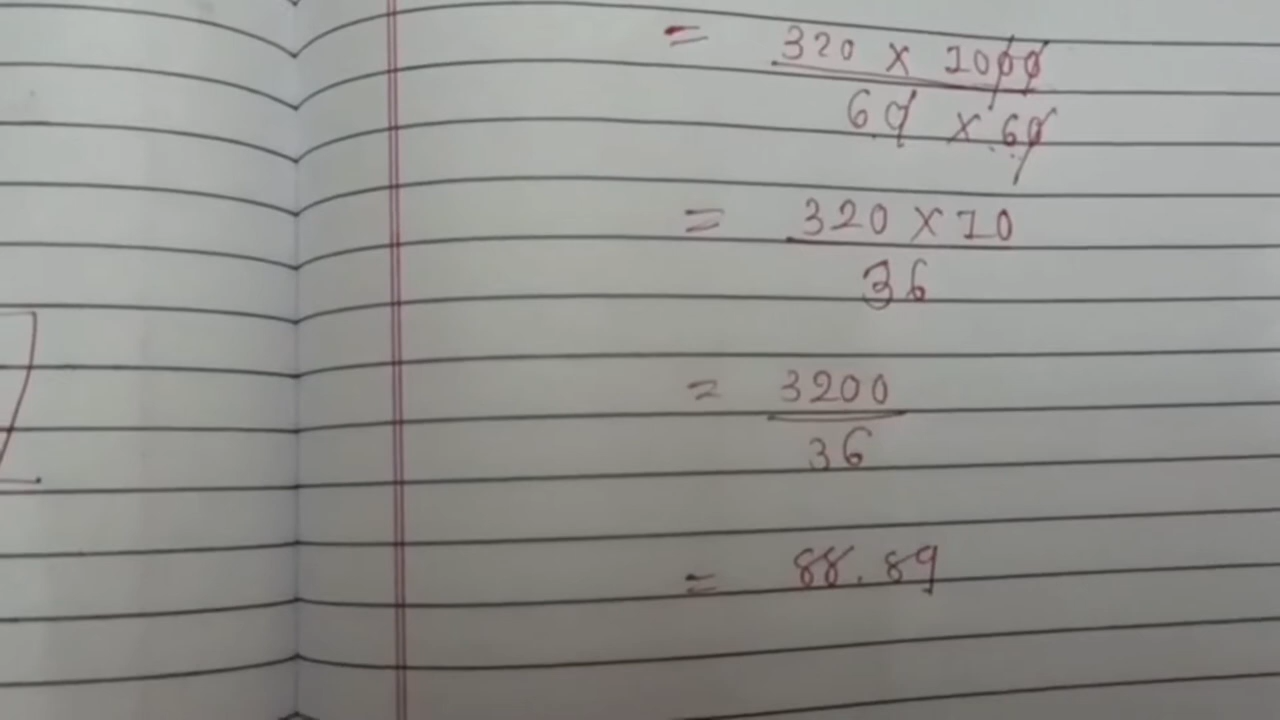 = 320 × 1000
60 × 60
= 320 × 10
36
= 3200
36
= 88.89